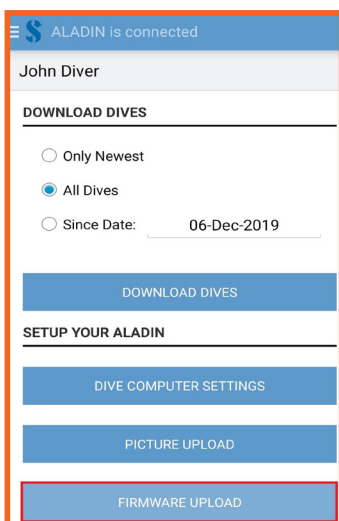 ALADIN is connected
John Diver
DOWNLOAD DIVES
Only Newest
All Dives
Since Date: 06-Dec-2019
DOWNLOAD DIVES
SETUP YOUR ALADIN
DIVE COMPUTER SETTINGS
PICTURE UPLOAD
FIRMWARE UPLOAD